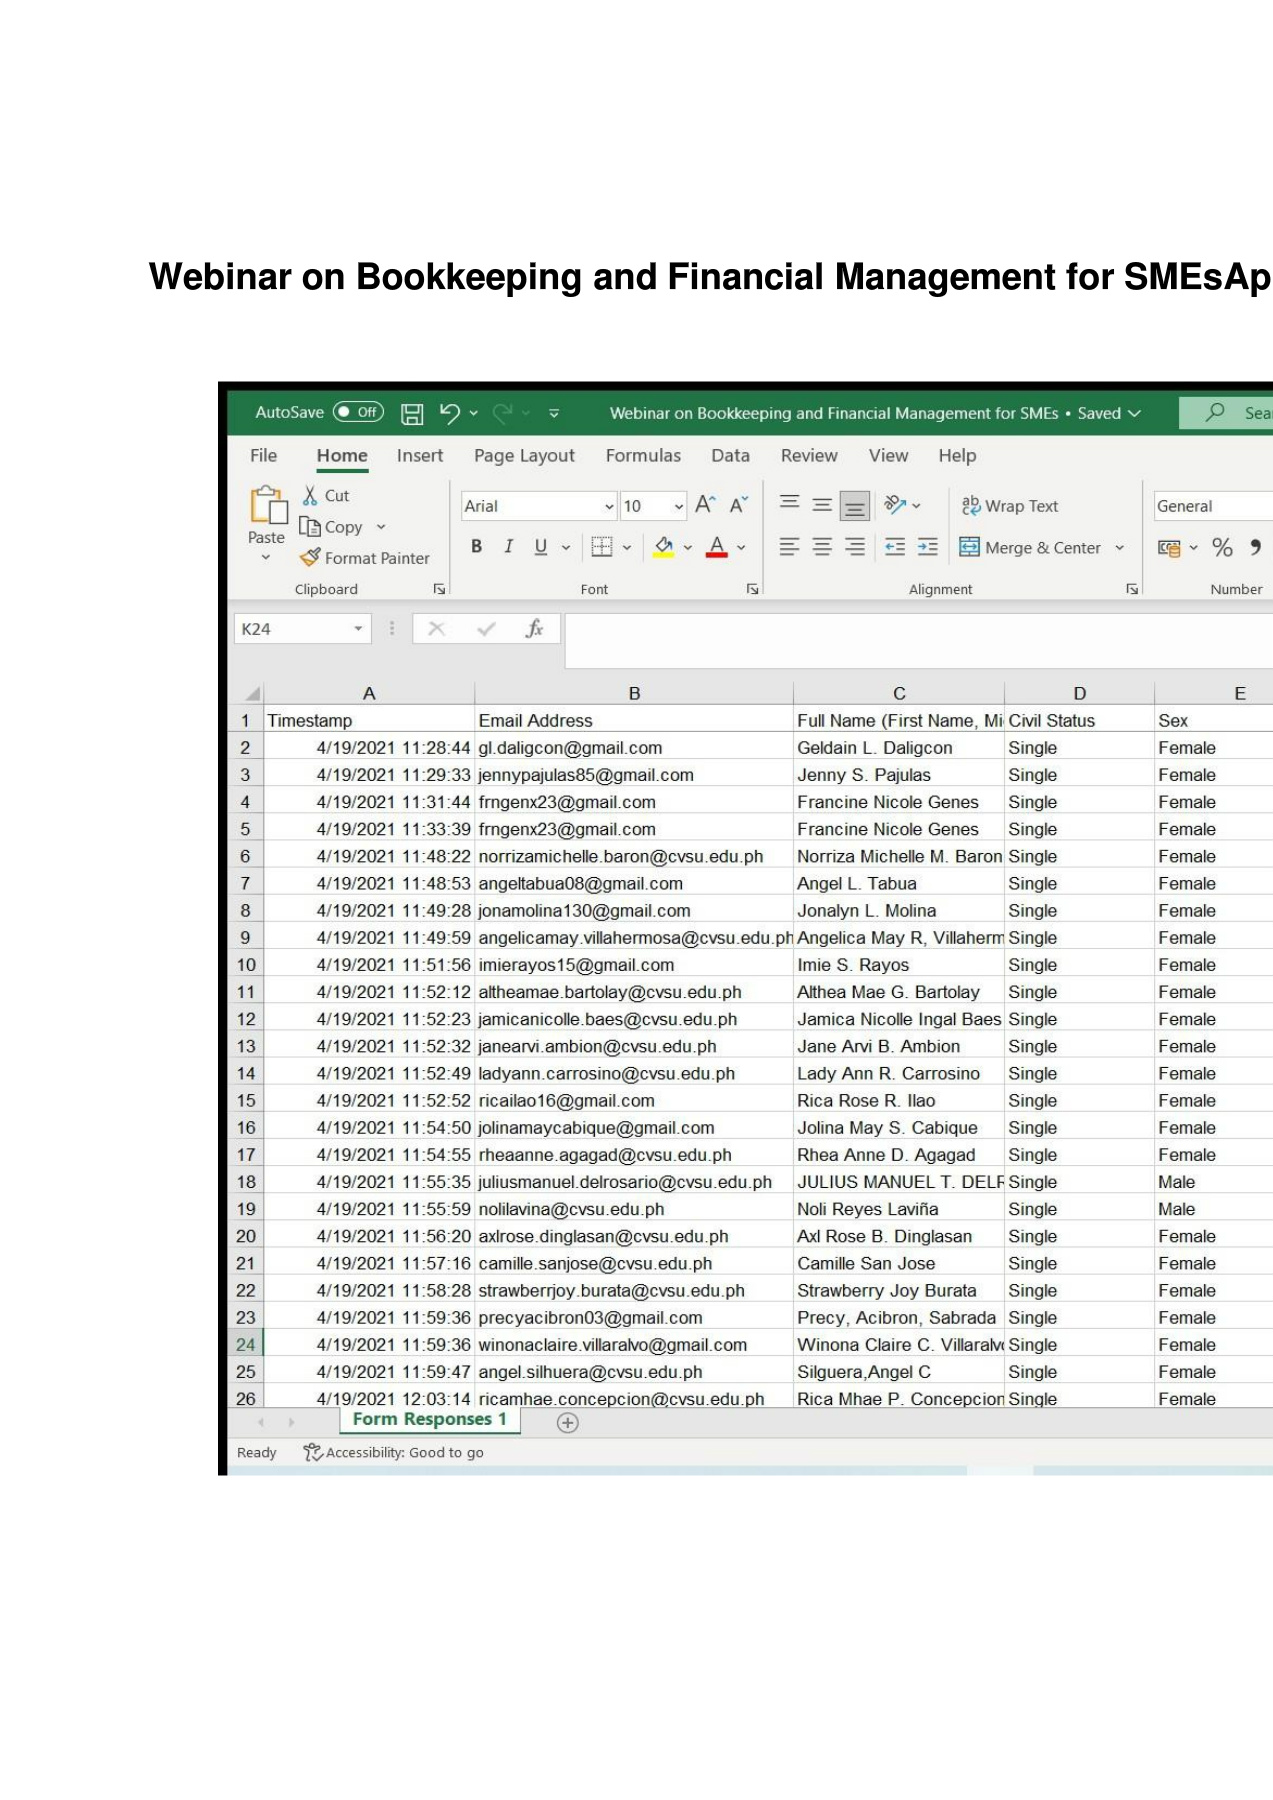 Webinar on Bookkeeping and Financial Management for SMEsAp
AutoSave Off Webinar on Bookkeeping and Financial Management for SMEs • Saved Sea
File Home Insert Page Layout Formulas Data Review View Help
Cut
Copy
Paste
Format Painter
Clipboard
Arial 10
B I U A
Font
Wrap Text
Merge & Center
Alignment
General
% ,
Number
K24 fx
A B C D E
1 Timestamp Email Address Full Name (First Name, Mi Civil Status Sex
2 4/19/2021 11:28:44 gl.daligcon@gmail.com Geldain L. Daligcon Single Female
3 4/19/2021 11:29:33 jennypajulas85@gmail.com Jenny S. Pajulas Single Female
4 4/19/2021 11:31:44 frngenx23@gmail.com Francine Nicole Genes Single Female
5 4/19/2021 11:33:39 frngenx23@gmail.com Francine Nicole Genes Single Female
6 4/19/2021 11:48:22 norrizamichelle.baron@cvsu.edu.ph Norriza Michelle M. Baron Single Female
7 4/19/2021 11:48:53 angeltabua08@gmail.com Angel L. Tabua Single Female
8 4/19/2021 11:49:28 jonamolina130@gmail.com Jonalyn L. Molina Single Female
9 4/19/2021 11:49:59 angelicamay.villahermosa@cvsu.edu.ph Angelica May R, Villaherm Single Female
10 4/19/2021 11:51:56 imierayos15@gmail.com Imie S. Rayos Single Female
11 4/19/2021 11:52:12 altheamae.bartolay@cvsu.edu.ph Althea Mae G. Bartolay Single Female
12 4/19/2021 11:52:23 jamicanicolle.baes@cvsu.edu.ph Jamica Nicolle Ingal Baes Single Female
13 4/19/2021 11:52:32 janearvi.ambion@cvsu.edu.ph Jane Arvi B. Ambion Single Female
14 4/19/2021 11:52:49 ladyann.carrosino@cvsu.edu.ph Lady Ann R. Carrosino Single Female
15 4/19/2021 11:52:52 ricailao16@gmail.com Rica Rose R. Ilao Single Female
16 4/19/2021 11:54:50 jolinamaycabique@gmail.com Jolina May S. Cabique Single Female
17 4/19/2021 11:54:55 rheaanne.agagad@cvsu.edu.ph Rhea Anne D. Agagad Single Female
18 4/19/2021 11:55:35 juliusmanuel.delrosario@cvsu.edu.ph JULIUS MANUEL T. DELR Single Male
19 4/19/2021 11:55:59 nolilavina@cvsu.edu.ph Noli Reyes Laviña Single Male
20 4/19/2021 11:56:20 axlrose.dinglasan@cvsu.edu.ph Axl Rose B. Dinglasan Single Female
21 4/19/2021 11:57:16 camille.sanjose@cvsu.edu.ph Camille San Jose Single Female
22 4/19/2021 11:58:28 strawberrjoy.burata@cvsu.edu.ph Strawberry Joy Burata Single Female
23 4/19/2021 11:59:36 precyacibron03@gmail.com Precy, Acibron, Sabrada Single Female
24 4/19/2021 11:59:36 winonaclaire.villaralvo@gmail.com Winona Claire C. Villaralvo Single Female
25 4/19/2021 11:59:47 angel.silhuera@cvsu.edu.ph Silguera,Angel C Single Female
26 4/19/2021 12:03:14 ricamhae.concepcion@cvsu.edu.ph Rica Mhae P. Concepcion Single Female
Form Responses 1
Ready Accessibility: Good to go